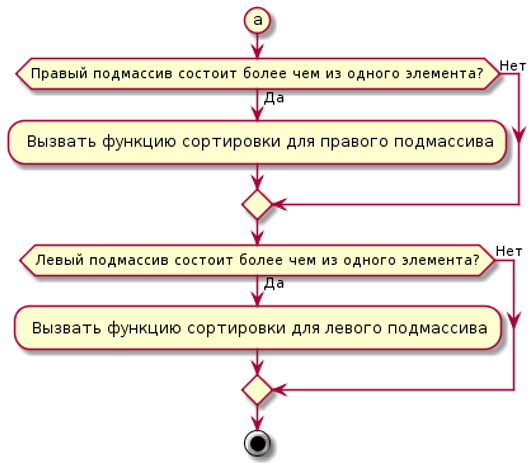 a
Правый подмассив состоит более чем из одного элемента?
Нет
Да
Вызвать функцию сортировки для правого подмассива
Левый подмассив состоит более чем из одного элемента?
Нет
Да
Вызвать функцию сортировки для левого подмассива